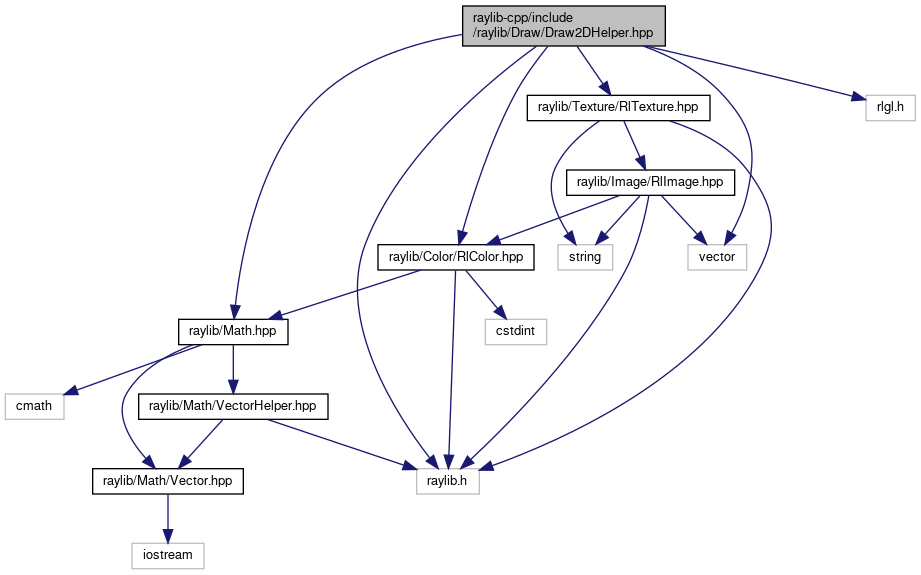 raylib-cpp/include
/raylib/Draw/Draw2DHelper.hpp
raylib/Texture/RlTexture.hpp
rlgl.h
raylib/Image/RlImage.hpp
raylib/Color/RlColor.hpp
string
vector
raylib/Math.hpp
cstdint
cmath
raylib/Math/VectorHelper.hpp
raylib/Math/Vector.hpp
raylib.h
iostream